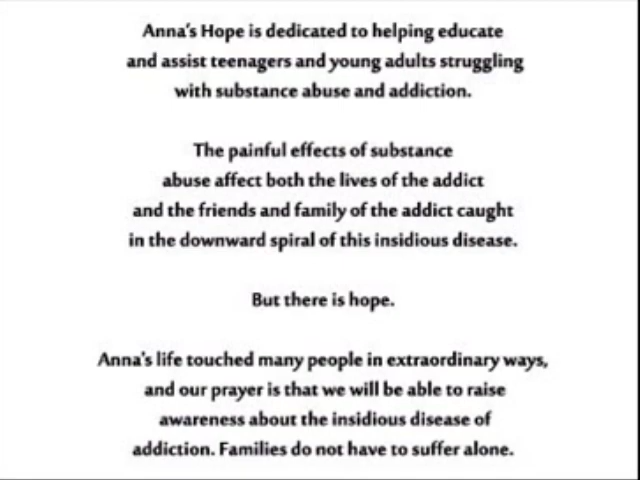 Anna's Hope is dedicated to helping educate
and assist teenagers and young adults struggling
with substance abuse and addiction.
The painful effects of substance
abuse affect both the lives of the addict
and the friends and family of the addict caught
in the downward spiral of this insidious disease.
But there is hope.
Anna's life touched many people in extraordinary ways,
and our prayer is that we will be able to raise
awareness about the insidious disease of
addiction. Families do not have to suffer alone.